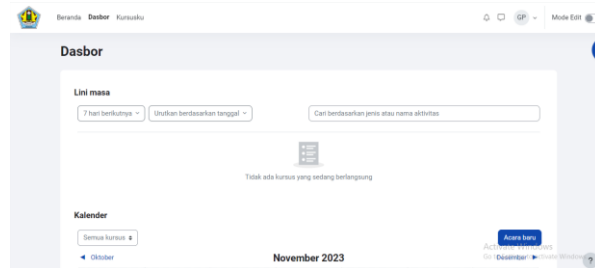 Beranda Dasbor Kursusku GP Mode Edit
Dasbor
Lini masa
7 hari berikutnya Urutkan berdasarkan tanggal Cari berdasarkan jenis atau nama aktivitas
Tidak ada kursus yang sedang berlangsung
Kalender
Semua kursus Acara baru
Activate Windows
◄ Oktober November 2023 Desember ►
?